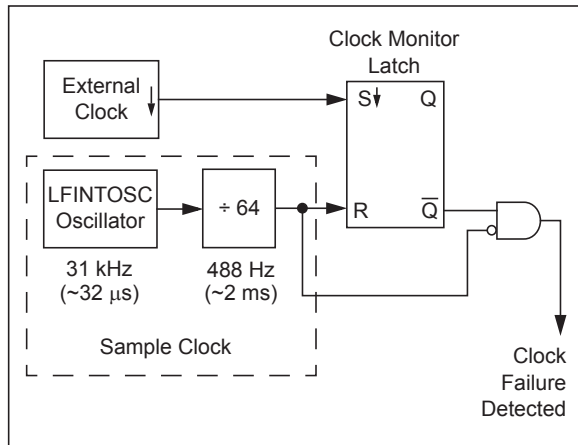 Clock Monitor
Latch
External
Clock
S
Q
LFINTOSC
Oscillator
÷ 64
R
Q̅
31 kHz
(~32 μs)
488 Hz
(~2 ms)
Sample Clock
Clock
Failure
Detected